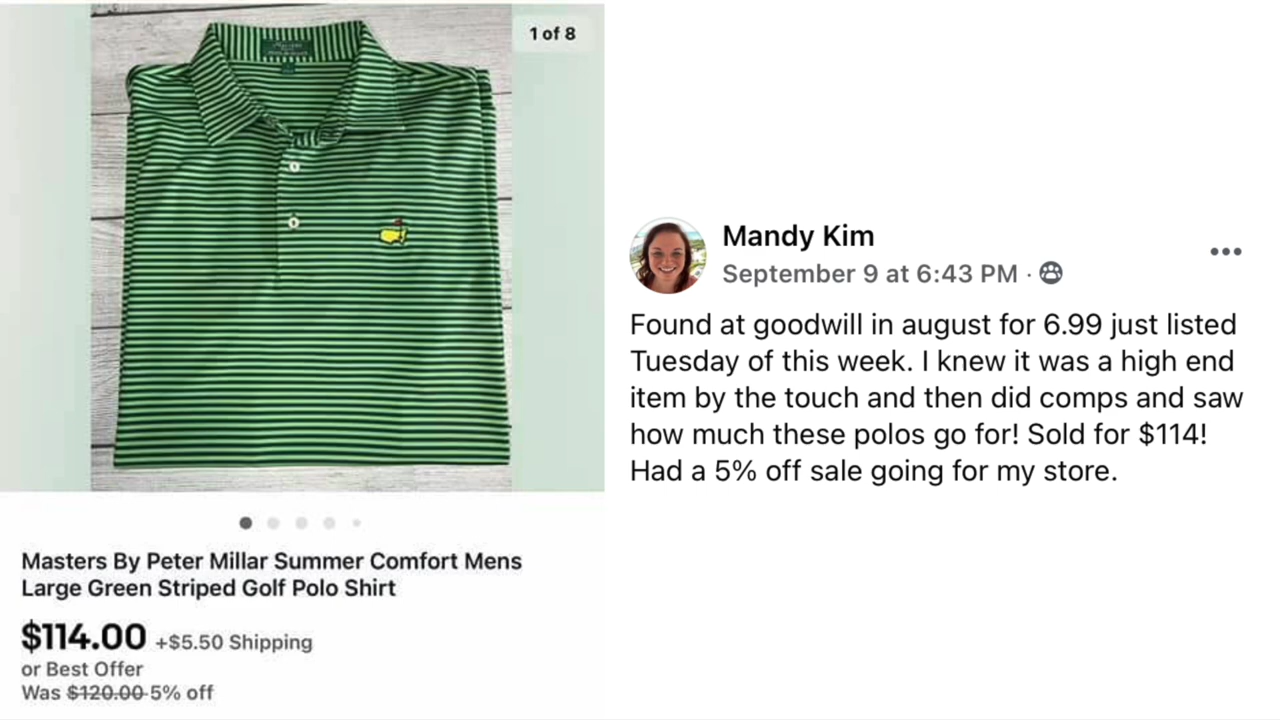 1 of 8
Masters By Peter Millar Summer Comfort Mens
Large Green Striped Golf Polo Shirt
$114.00 +$5.50 Shipping
or Best Offer
Was $120.00 5% off
Mandy Kim
September 9 at 6:43 PM ·
Found at goodwill in august for 6.99 just listed
Tuesday of this week. I knew it was a high end
item by the touch and then did comps and saw
how much these polos go for! Sold for $114!
Had a 5% off sale going for my store.